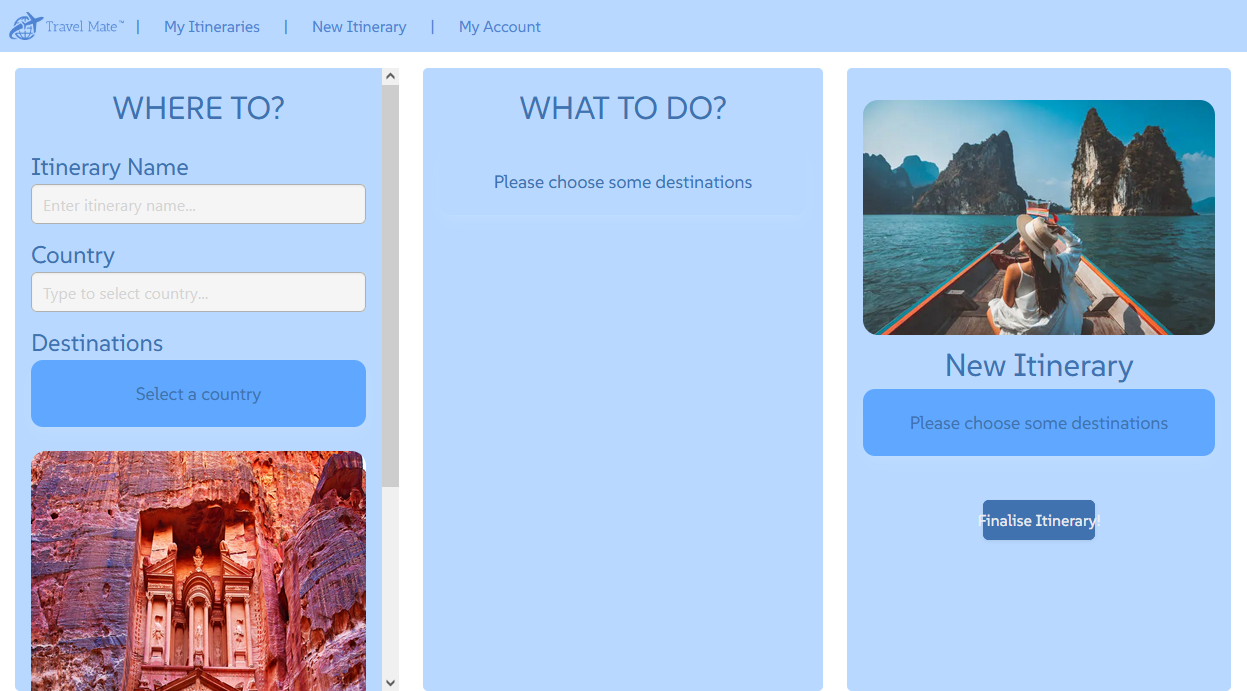 Travel Mate™ | My Itineraries | New Itinerary | My Account
WHERE TO?
Itinerary Name
Enter itinerary name...
Country
Type to select country...
Destinations
Select a country
WHAT TO DO?
Please choose some destinations
New Itinerary
Please choose some destinations
Finalise Itinerary!